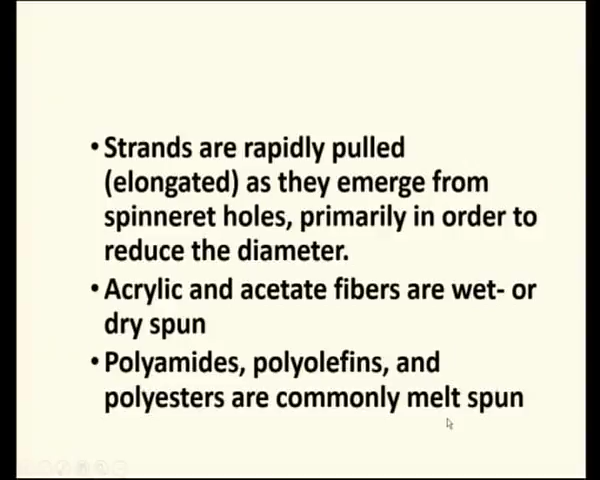 • Strands are rapidly pulled
(elongated) as they emerge from
spinneret holes, primarily in order to
reduce the diameter.
• Acrylic and acetate fibers are wet- or
dry spun
• Polyamides, polyolefins, and
polyesters are commonly melt spun